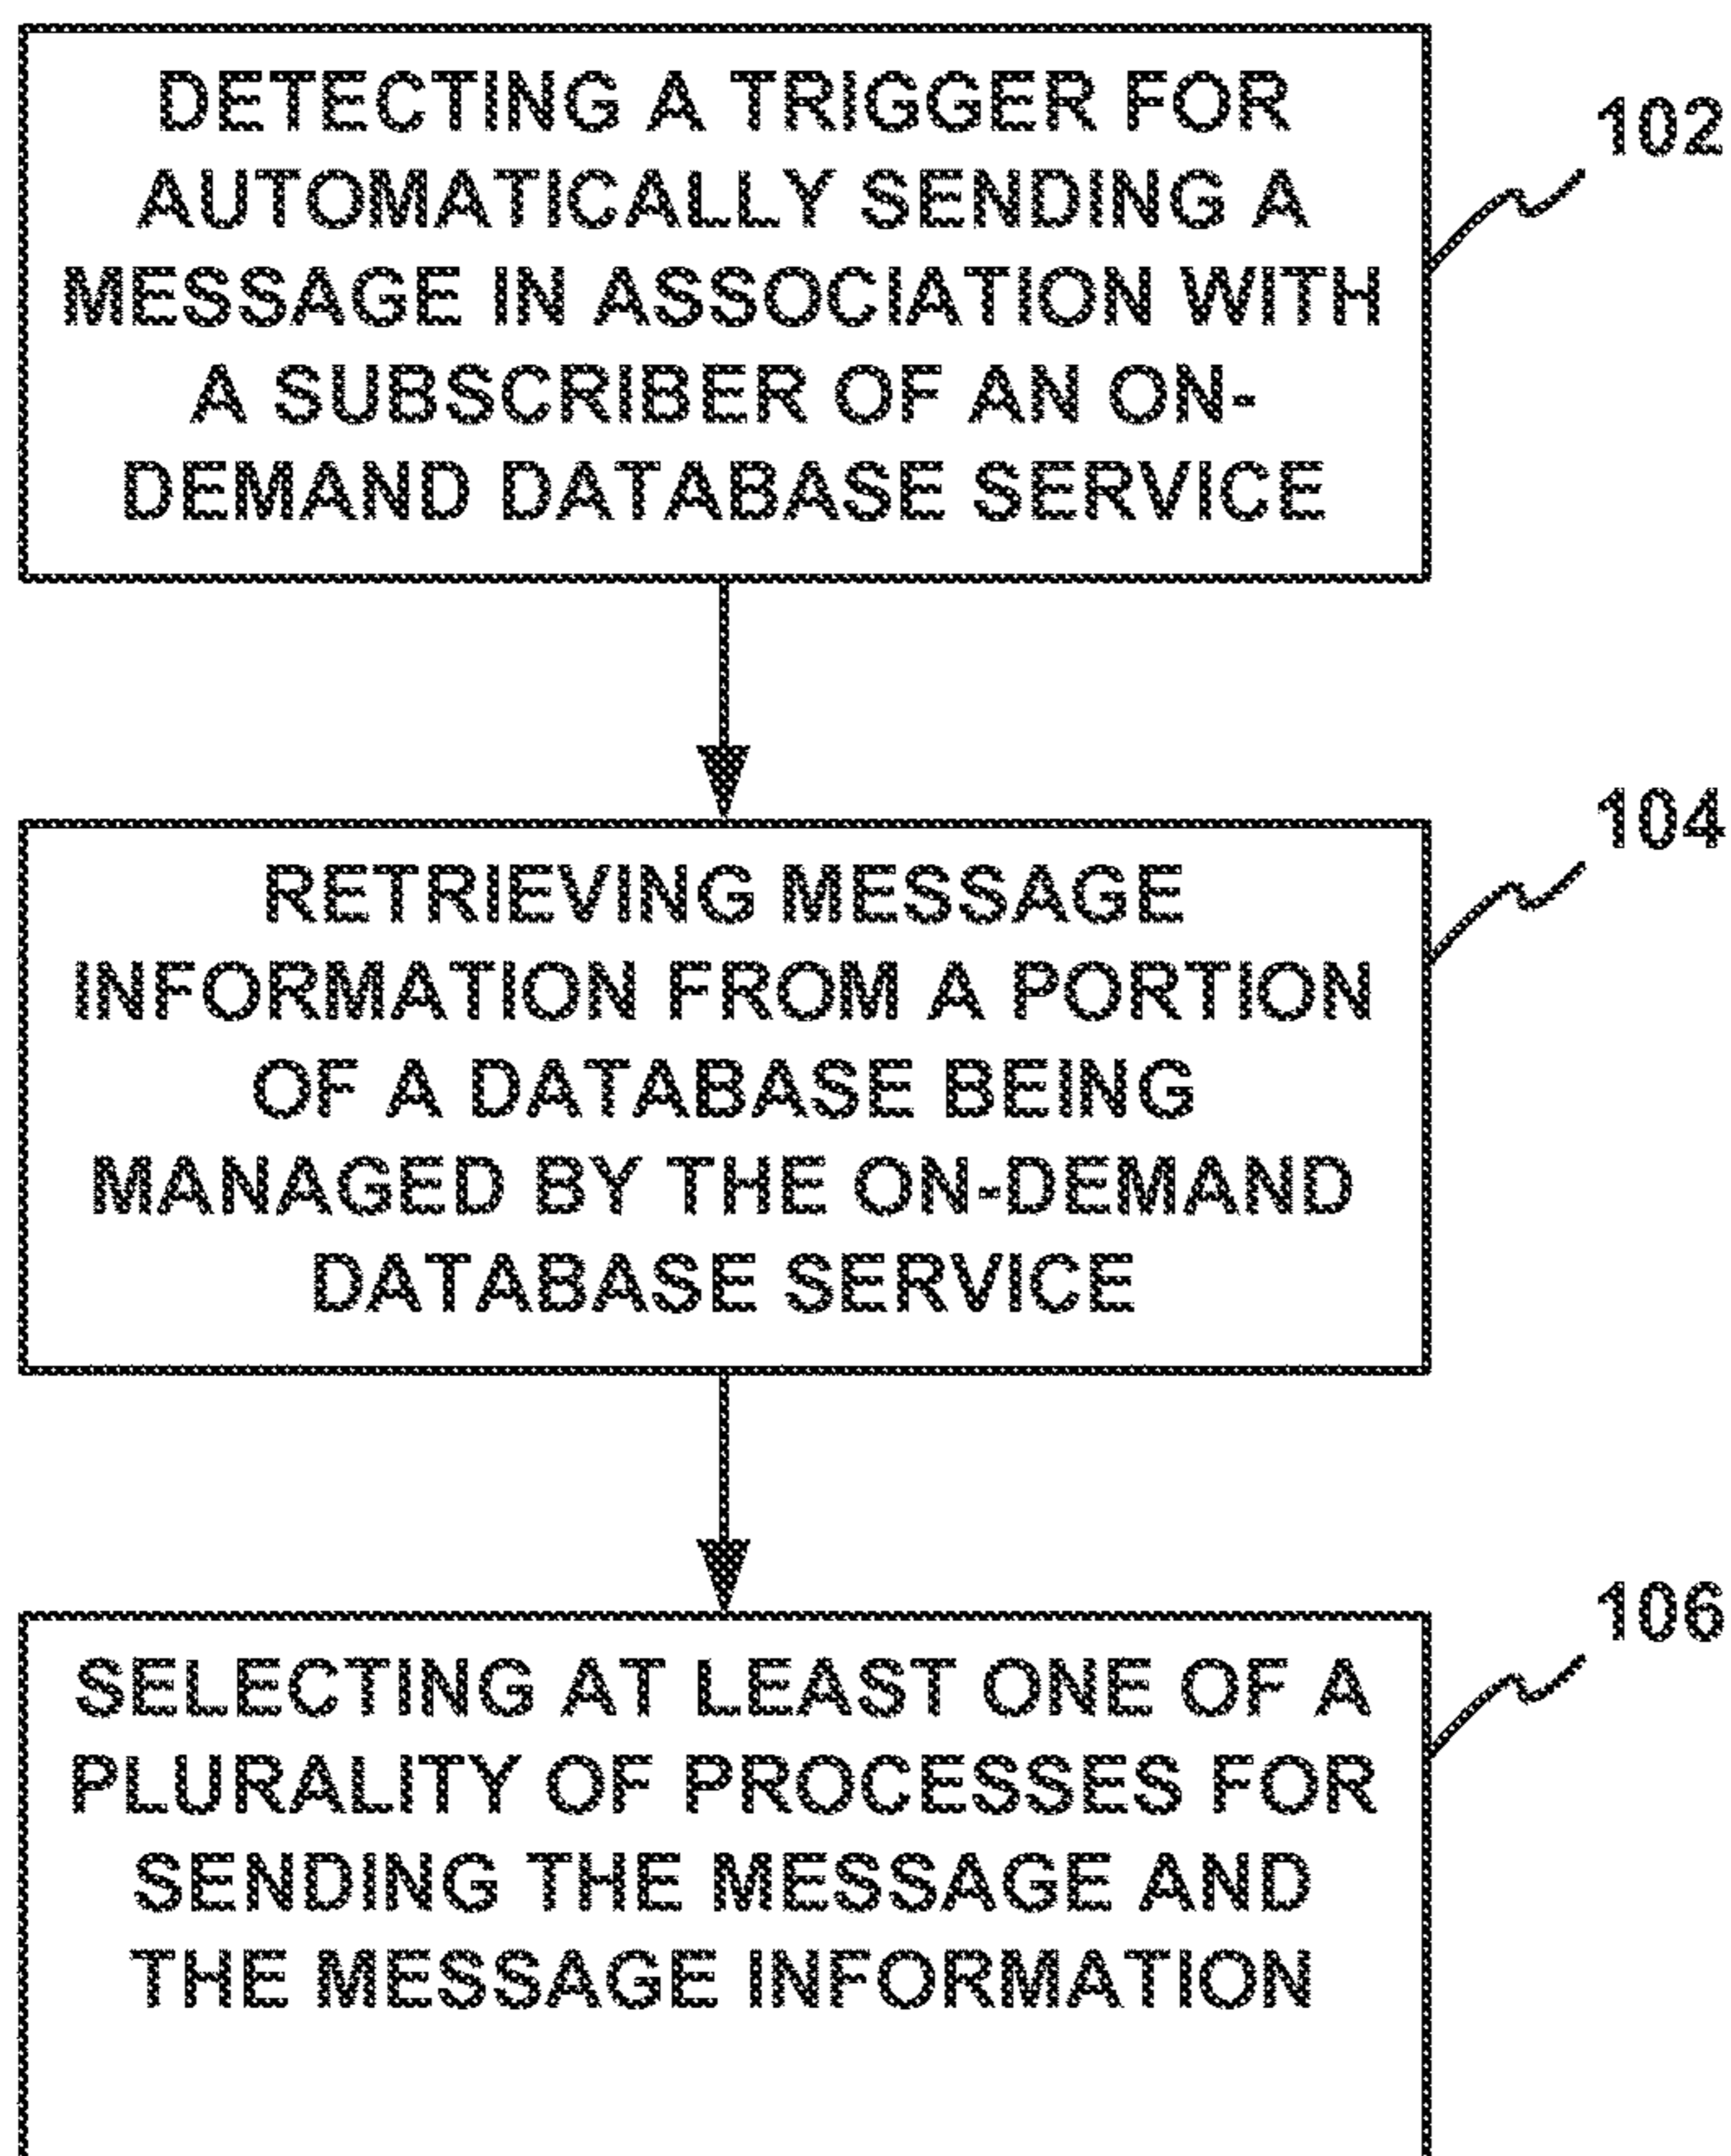 DETECTING A TRIGGER FOR
AUTOMATICALLY SENDING A
MESSAGE IN ASSOCIATION WITH
A SUBSCRIBER OF AN ON-
DEMAND DATABASE SERVICE
102
RETRIEVING MESSAGE
INFORMATION FROM A PORTION
OF A DATABASE BEING
MANAGED BY THE ON-DEMAND
DATABASE SERVICE
104
SELECTING AT LEAST ONE OF A
PLURALITY OF PROCESSES FOR
SENDING THE MESSAGE AND
THE MESSAGE INFORMATION
106